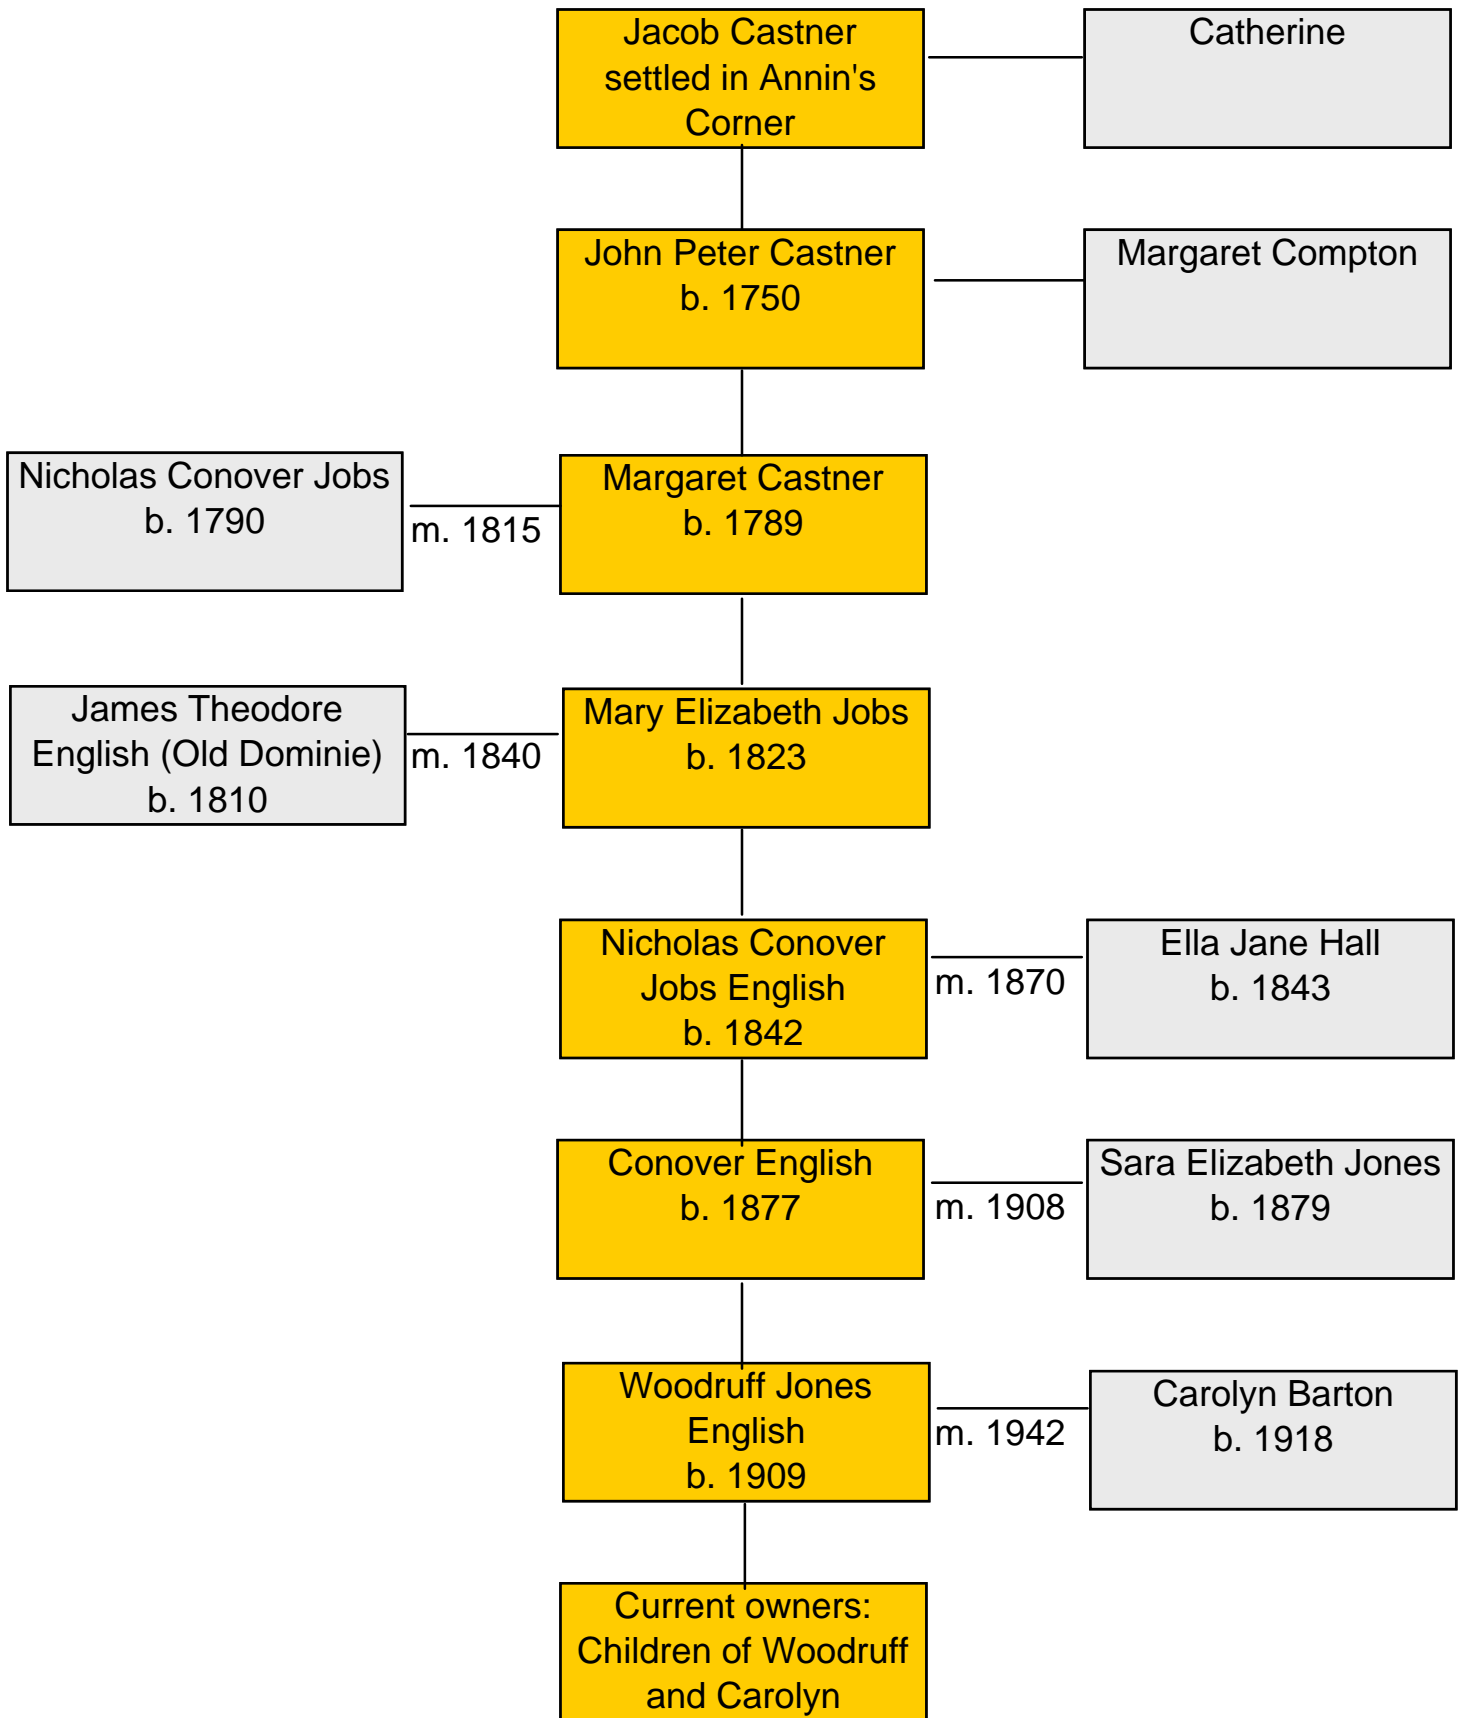 Jacob Castner
settled in Annin's
Corner
Catherine
John Peter Castner
b. 1750
Margaret Compton
Nicholas Conover Jobs
b. 1790
m. 1815
Margaret Castner
b. 1789
James Theodore
English (Old Dominie)
b. 1810
m. 1840
Mary Elizabeth Jobs
b. 1823
Nicholas Conover
Jobs English
b. 1842
m. 1870
Ella Jane Hall
b. 1843
Conover English
b. 1877
m. 1908
Sara Elizabeth Jones
b. 1879
Woodruff Jones
English
b. 1909
m. 1942
Carolyn Barton
b. 1918
Current owners:
Children of Woodruff
and Carolyn